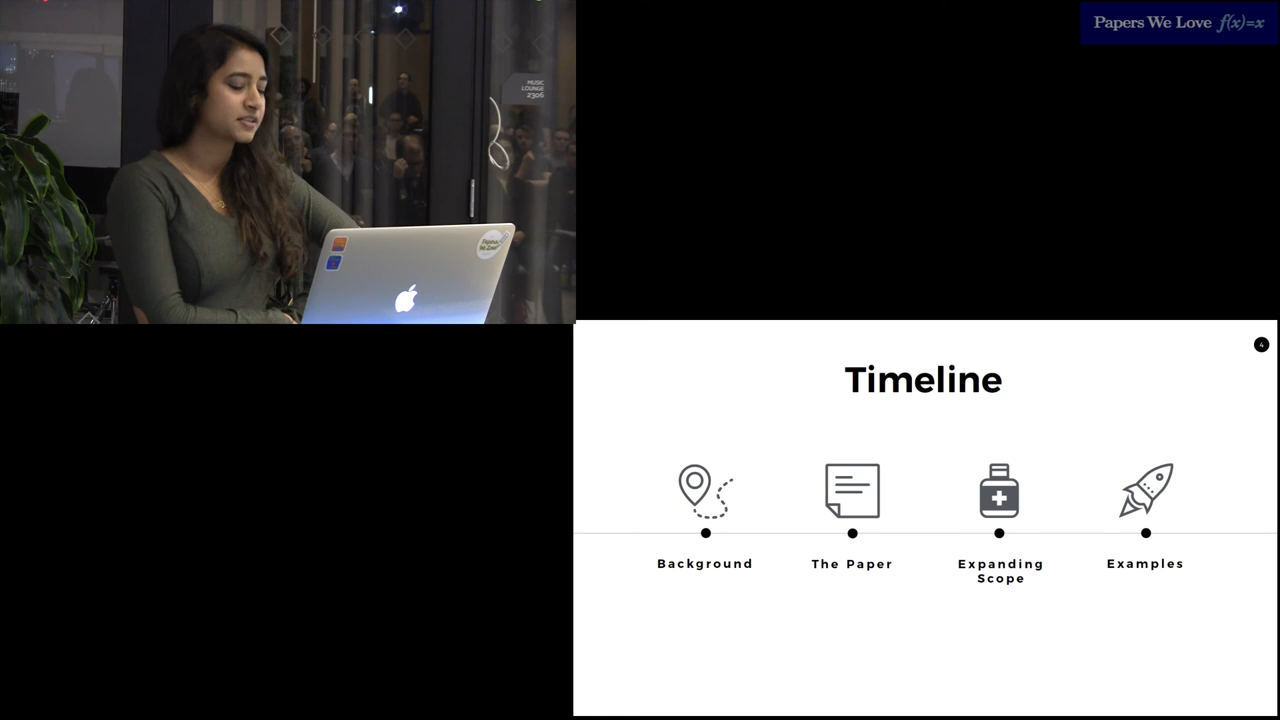 Papers We Love f(x)=x
MUSIC
LOUNGE
2306
4
Timeline
Background
The Paper
Expanding
Scope
Examples